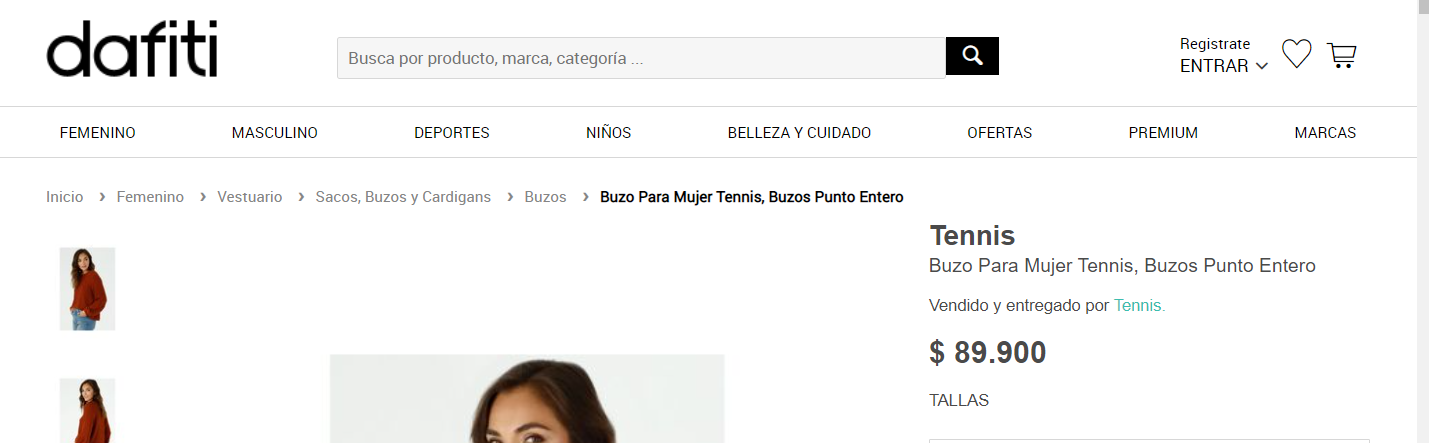 dafiti
Busca por producto, marca, categoría ...
Registrate
ENTRAR
FEMENINO MASCULINO DEPORTES NIÑOS BELLEZA Y CUIDADO OFERTAS PREMIUM MARCAS
Inicio › Femenino › Vestuario › Sacos, Buzos y Cardigans › Buzos › Buzo Para Mujer Tennis, Buzos Punto Entero
Tennis
Buzo Para Mujer Tennis, Buzos Punto Entero
Vendido y entregado por Tennis.
$ 89.900
TALLAS